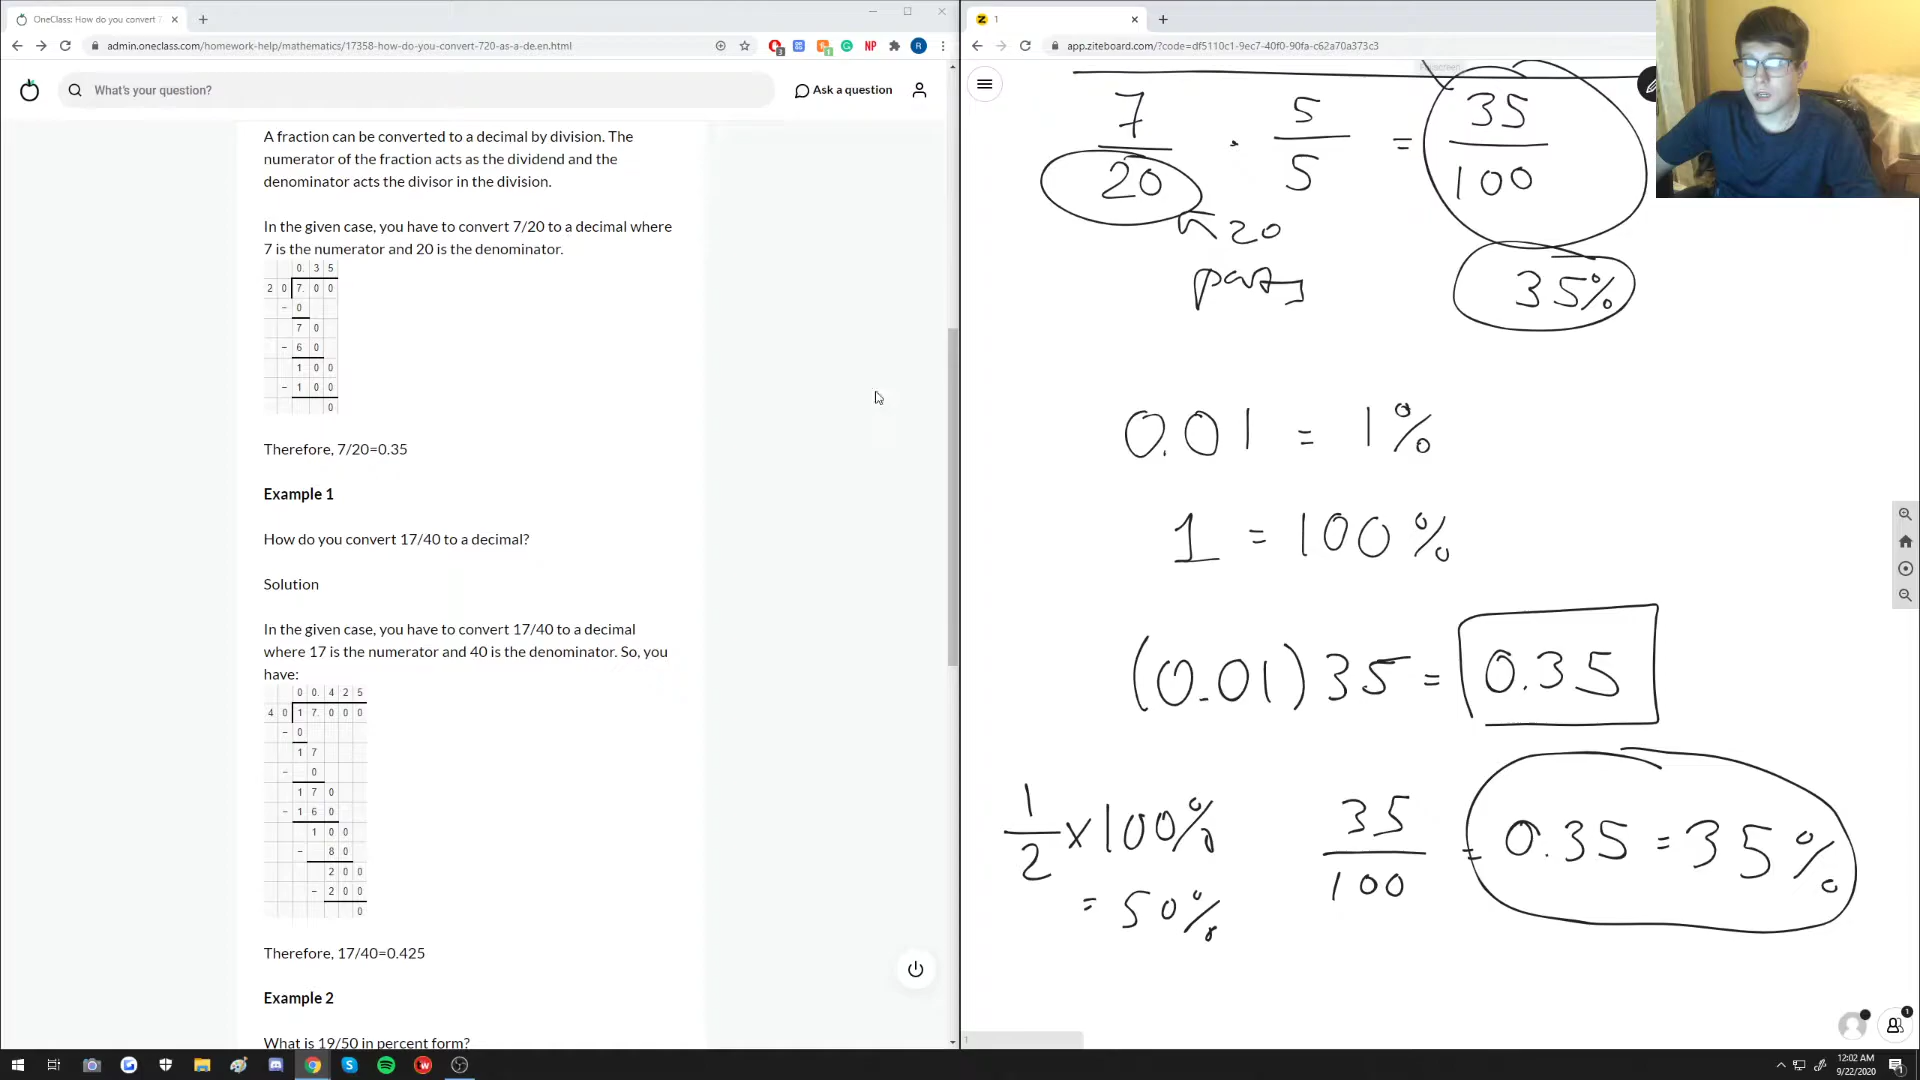 OneClass: How do you convert 7
admin.oneclass.com/homework-help/mathematics/17358-how-do-you-convert-720-as-a-de.en.html
NP
R
What's your question?
Ask a question
A fraction can be converted to a decimal by division. The
numerator of the fraction acts as the dividend and the
denominator acts the divisor in the division.
In the given case, you have to convert 7/20 to a decimal where
7 is the numerator and 20 is the denominator.
0. 3 5
2 0 7. 0 0
- 0
7 0
- 6 0
1 0 0
- 1 0 0
0
Therefore, 7/20=0.35
Example 1
How do you convert 17/40 to a decimal?
Solution
In the given case, you have to convert 17/40 to a decimal
where 17 is the numerator and 40 is the denominator. So, you
have:
0 0. 4 2 5
4 0 1 7. 0 0 0
- 0
1 7
- 0
1 7 0
- 1 6 0
1 0 0
- 8 0
2 0 0
- 2 0 0
0
Therefore, 17/40=0.425
Example 2
What is 19/50 in percent form?
1
app.ziteboard.com/?code=df5110c1-9ec7-40f0-90fa-c62a70a373c3
Fullscreen
7/20 · 5/5 = 35/100
20
parts
35%
0.01 = 1%
1 = 100%
(0.01)35 = 0.35
1/2 x 100%
= 50%
35/100 = 0.35 = 35%
1
1
12:02 AM
9/22/2020